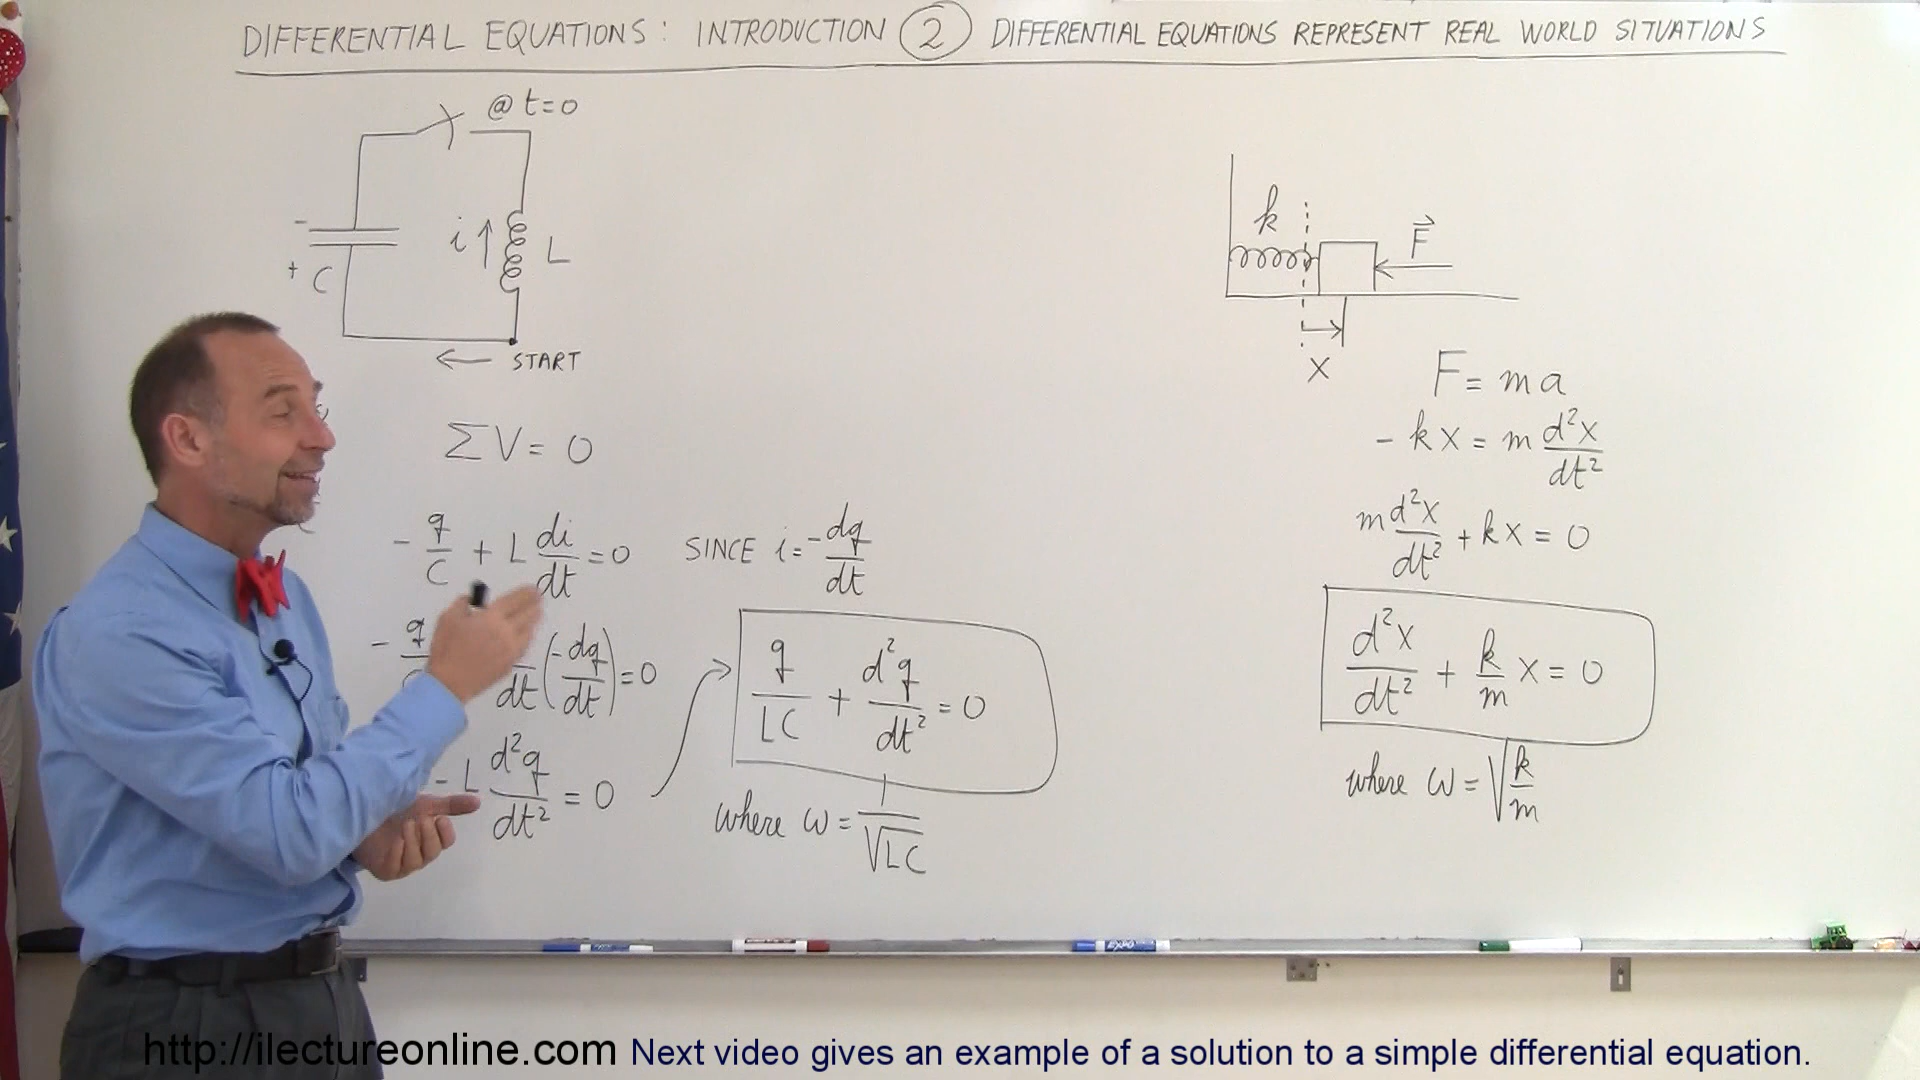 DIFFERENTIAL EQUATIONS: INTRODUCTION ② DIFFERENTIAL EQUATIONS REPRESENT REAL WORLD SITUATIONS
@ t=0
-
+ C
i ↑
L
← START
ΣV = 0
- q/C + L di/dt = 0 SINCE i = - dq/dt
- q/ dt (-dq/dt) = 0
- L d²q/dt² = 0
q/LC + d²q/dt² = 0
where ω = 1/√LC
k
F⃗
X
F = ma
- kx = m d²x/dt²
m d²x/dt² + kx = 0
d²x/dt² + k/m x = 0
where ω = √k/m
EXPO
http://ilectureonline.com Next video gives an example of a solution to a simple differential equation.